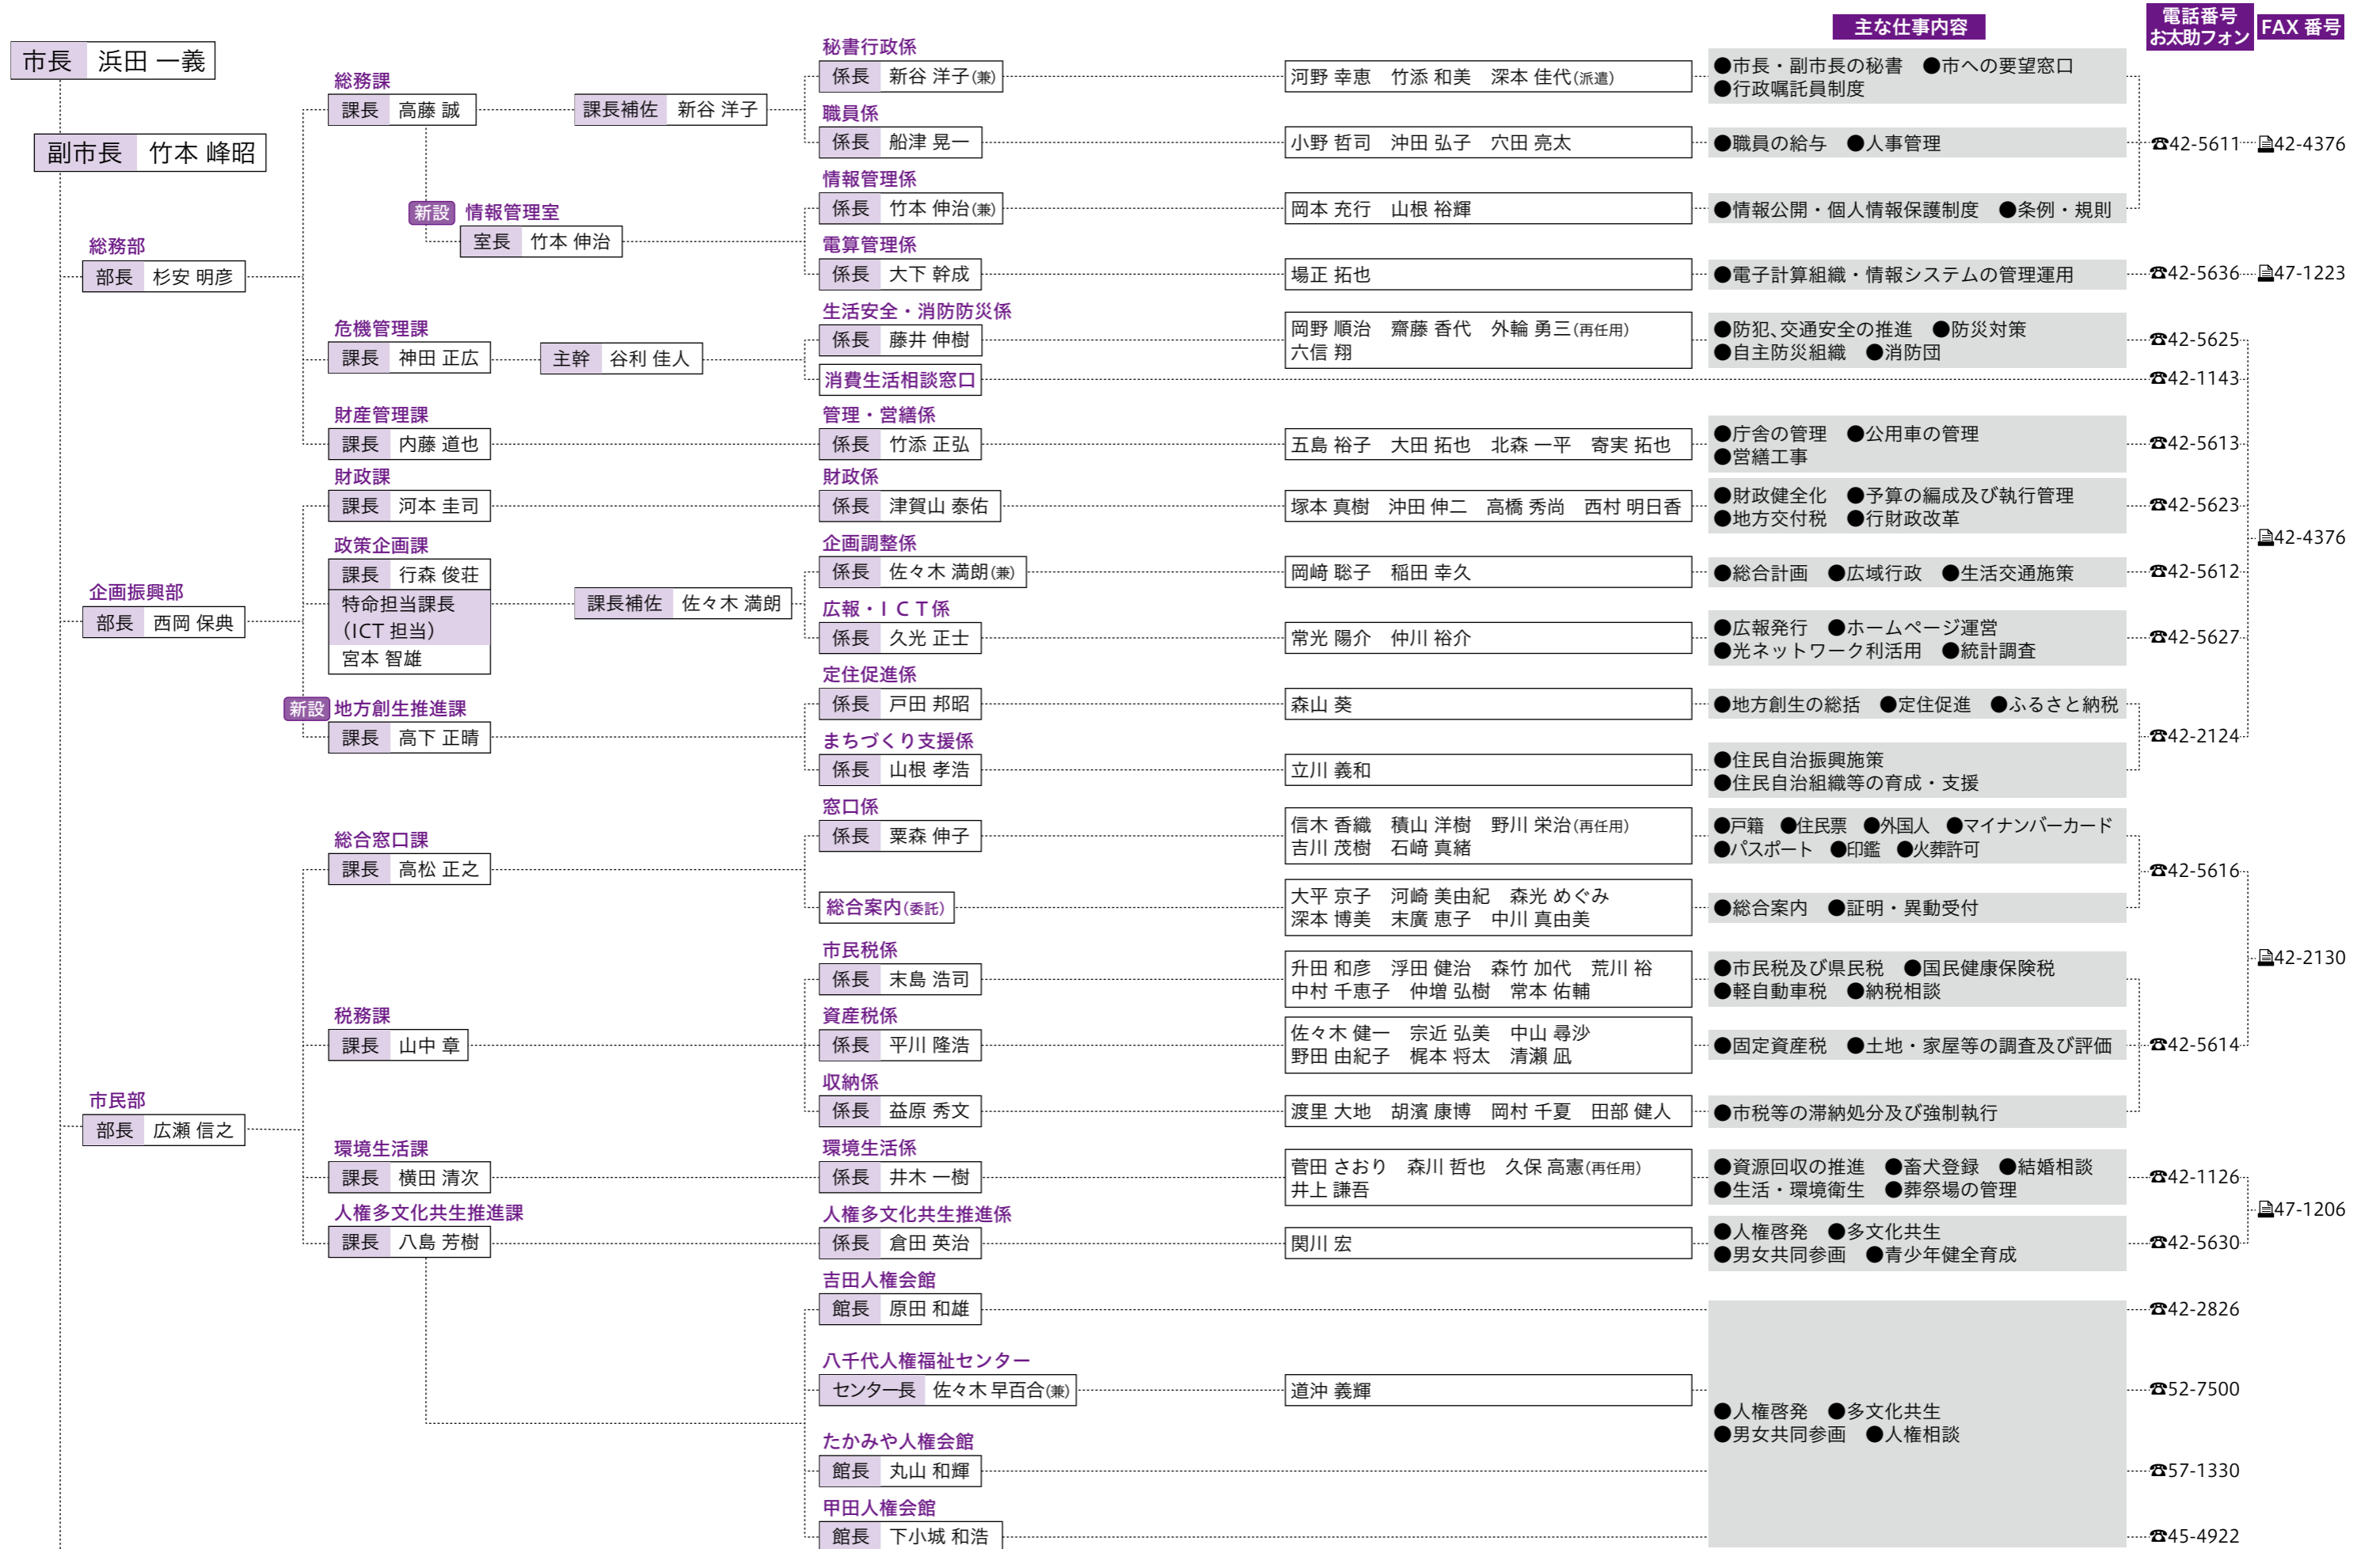 主な仕事内容
電話番号
お太助フォン
FAX 番号
市長 浜田 一義
副市長 竹本 峰昭
総務部
部長 杉安 明彦
総務課
課長 高藤 誠
課長補佐 新谷 洋子
秘書行政係
係長 新谷 洋子(兼)
河野 幸恵 竹添 和美 深本 佳代(派遣)
●市長・副市長の秘書 ●市への要望窓口
●行政嘱託員制度
職員係
係長 船津 晃一
小野 哲司 沖田 弘子 穴田 亮太
●職員の給与 ●人事管理
☎42-5611 42-4376
新設 情報管理室
室長 竹本 伸治
情報管理係
係長 竹本 伸治(兼)
岡本 充行 山根 裕輝
●情報公開・個人情報保護制度 ●条例・規則
電算管理係
係長 大下 幹成
場正 拓也
●電子計算組織・情報システムの管理運用
☎42-5636 47-1223
危機管理課
課長 神田 正広
主幹 谷利 佳人
生活安全・消防防災係
係長 藤井 伸樹
岡野 順治 齋藤 香代 外輪 勇三(再任用)
六信 翔
●防犯、交通安全の推進 ●防災対策
●自主防災組織 ●消防団
☎42-5625
消費生活相談窓口
☎42-1143
財産管理課
課長 内藤 道也
管理・営繕係
係長 竹添 正弘
五島 裕子 大田 拓也 北森 一平 寄実 拓也
●庁舎の管理 ●公用車の管理
●営繕工事
☎42-5613
企画振興部
部長 西岡 保典
財政課
課長 河本 圭司
財政係
係長 津賀山 泰佑
塚本 真樹 沖田 伸二 高橋 秀尚 西村 明日香
●財政健全化 ●予算の編成及び執行管理
●地方交付税 ●行財政改革
☎42-5623
42-4376
政策企画課
課長 行森 俊荘
特命担当課長
(ICT 担当)
宮本 智雄
課長補佐 佐々木 満朗
企画調整係
係長 佐々木 満朗(兼)
岡﨑 聡子 稲田 幸久
●総合計画 ●広域行政 ●生活交通施策
☎42-5612
広報・ＩＣＴ係
係長 久光 正士
常光 陽介 仲川 裕介
●広報発行 ●ホームページ運営
●光ネットワーク利活用 ●統計調査
☎42-5627
新設 地方創生推進課
課長 高下 正晴
定住促進係
係長 戸田 邦昭
森山 葵
●地方創生の総括 ●定住促進 ●ふるさと納税
☎42-2124
まちづくり支援係
係長 山根 孝浩
立川 義和
●住民自治振興施策
●住民自治組織等の育成・支援
市民部
部長 広瀬 信之
総合窓口課
課長 高松 正之
窓口係
係長 粟森 伸子
信木 香織 積山 洋樹 野川 栄治(再任用)
吉川 茂樹 石﨑 真緒
●戸籍 ●住民票 ●外国人 ●マイナンバーカード
●パスポート ●印鑑 ●火葬許可
☎42-5616
総合案内(委託)
大平 京子 河崎 美由紀 森光 めぐみ
深本 博美 末廣 恵子 中川 真由美
●総合案内 ●証明・異動受付
42-2130
税務課
課長 山中 章
市民税係
係長 末島 浩司
升田 和彦 浮田 健治 森竹 加代 荒川 裕
中村 千恵子 仲増 弘樹 常本 佑輔
●市民税及び県民税 ●国民健康保険税
●軽自動車税 ●納税相談
資産税係
係長 平川 隆浩
佐々木 健一 宗近 弘美 中山 尋沙
野田 由紀子 梶本 将太 清瀬 凪
●固定資産税 ●土地・家屋等の調査及び評価
☎42-5614
収納係
係長 益原 秀文
渡里 大地 胡濱 康博 岡村 千夏 田部 健人
●市税等の滞納処分及び強制執行
環境生活課
課長 横田 清次
環境生活係
係長 井木 一樹
菅田 さおり 森川 哲也 久保 高憲(再任用)
井上 謙吾
●資源回収の推進 ●畜犬登録 ●結婚相談
●生活・環境衛生 ●葬祭場の管理
☎42-1126
47-1206
人権多文化共生推進課
課長 八島 芳樹
人権多文化共生推進係
係長 倉田 英治
関川 宏
●人権啓発 ●多文化共生
●男女共同参画 ●青少年健全育成
☎42-5630
吉田人権会館
館長 原田 和雄
☎42-2826
八千代人権福祉センター
センター長 佐々木 早百合(兼)
道沖 義輝
☎52-7500
●人権啓発 ●多文化共生
●男女共同参画 ●人権相談
たかみや人権会館
館長 丸山 和輝
☎57-1330
甲田人権会館
館長 下小城 和浩
☎45-4922